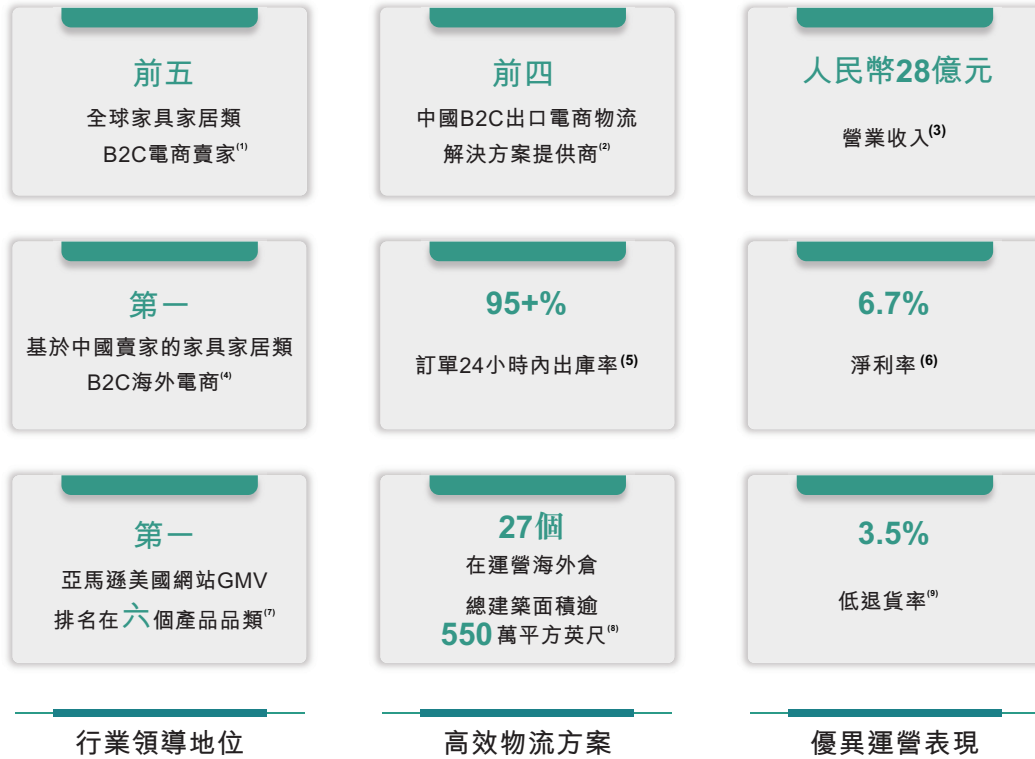 前五
全球家具家居類
B2C電商賣家(1)
前四
中國B2C出口電商物流
解決方案提供商(2)
人民幣28億元
營業收入(3)
第一
基於中國賣家的家具家居類
B2C海外電商(4)
95+%
訂單24小時內出庫率(5)
6.7%
淨利率(6)
第一
亞馬遜美國網站GMV
排名在六個產品品類(7)
27個
在運營海外倉
總建築面積逾
550萬平方英尺(8)
3.5%
低退貨率(9)
行業領導地位
高效物流方案
優異運營表現